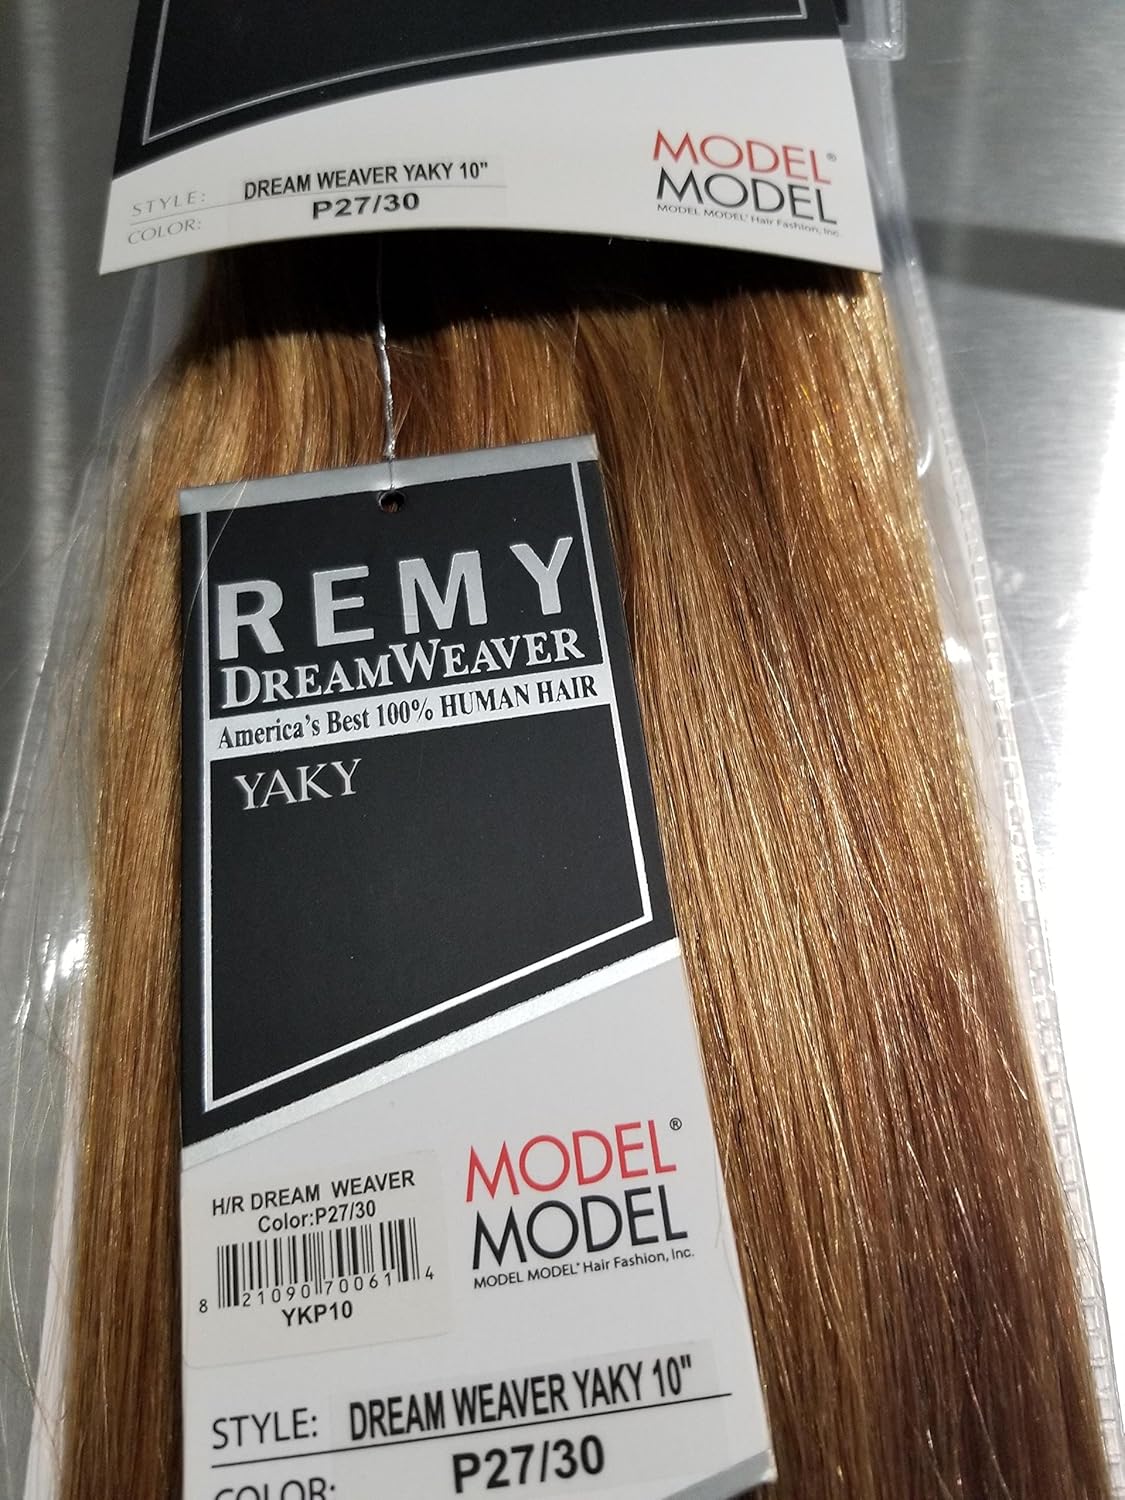 STYLE: DREAM WEAVER YAKY 10"
COLOR: P27/30
MODEL®
MODEL
MODEL MODEL® Hair Fashion, Inc.
REMY
DREAMWEAVER
America's Best 100% HUMAN HAIR
YAKY
H/R DREAM WEAVER
Color:P27/30
8 21090 70061 4
YKP10
MODEL®
MODEL
MODEL MODEL® Hair Fashion, Inc.
STYLE: DREAM WEAVER YAKY 10"
COLOR: P27/30